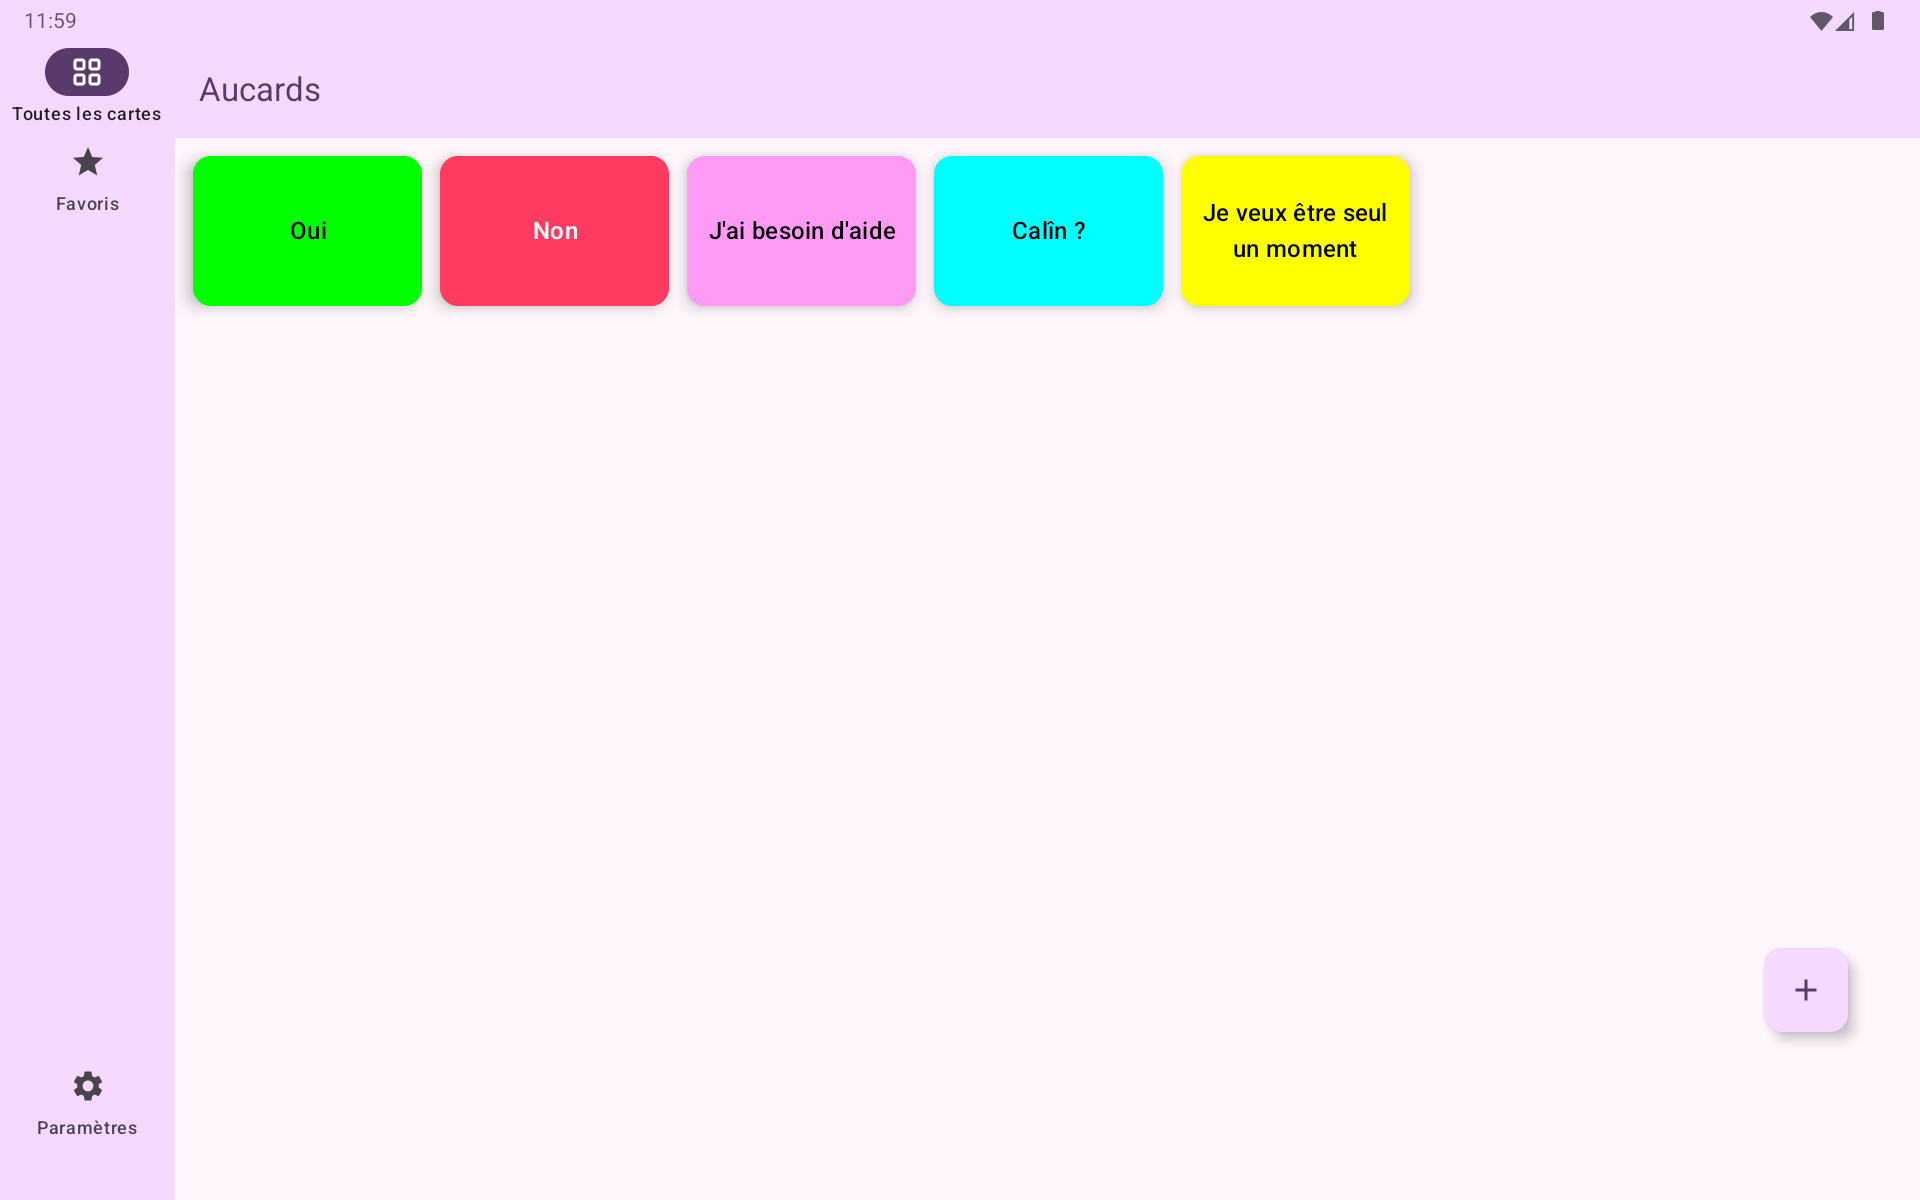 11:59
Toutes les cartes
Favoris
Paramètres
Aucards
Oui
Non
J'ai besoin d'aide
Calîn ?
Je veux être seul
un moment